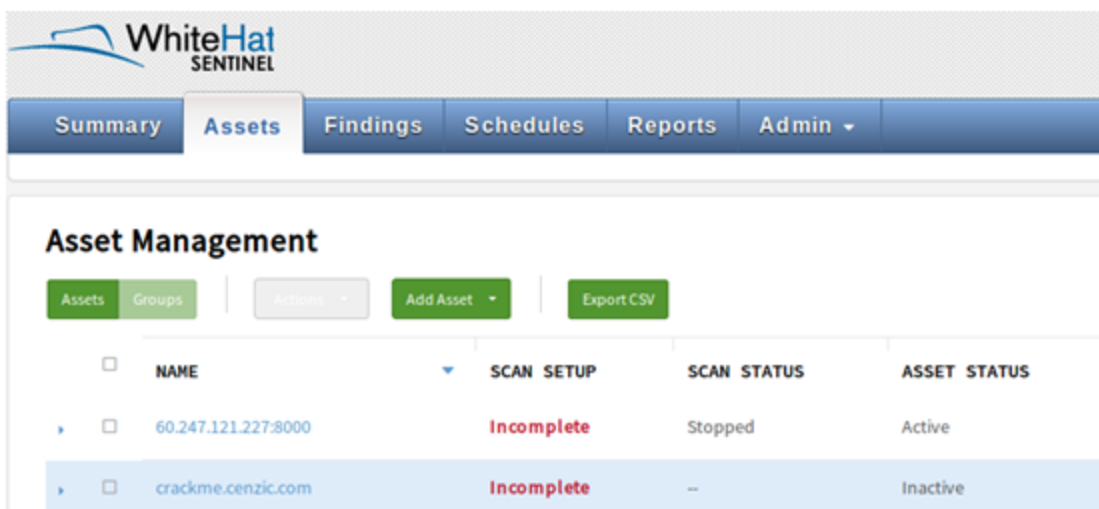 WhiteHat
SENTINEL
Summary Assets Findings Schedules Reports Admin
Asset Management
Assets Groups Actions Add Asset Export CSV
NAME SCAN SETUP SCAN STATUS ASSET STATUS
60.247.121.227:8000 Incomplete Stopped Active
crackme.cenzic.com Incomplete -- Inactive